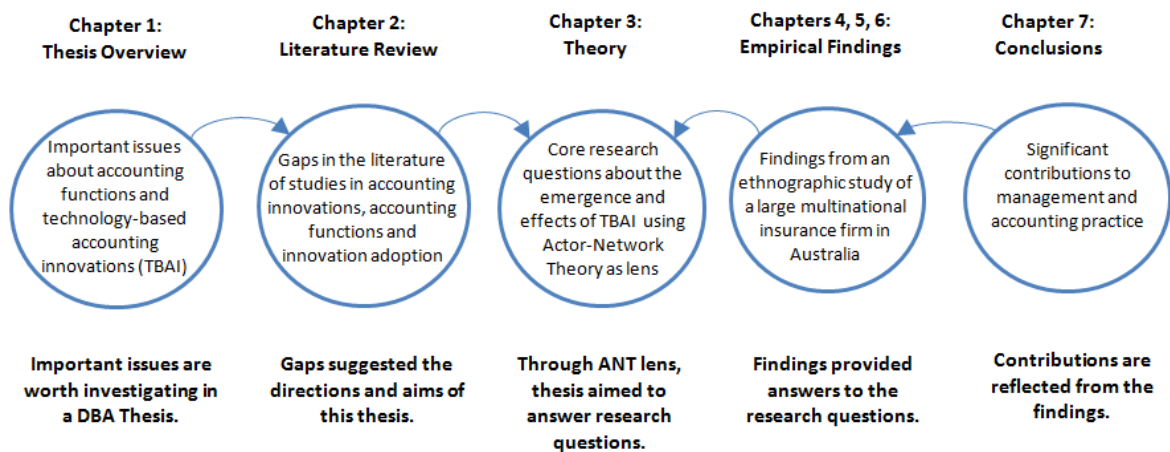 Chapter 1:
Thesis Overview
Chapter 2:
Literature Review
Chapter 3:
Theory
Chapters 4, 5, 6:
Empirical Findings
Chapter 7:
Conclusions
Important issues
about accounting
functions and
technology-based
accounting
innovations (TBAI)
Gaps in the literature
of studies in accounting
innovations, accounting
functions and
innovation adoption
Core research
questions about the
emergence and
effects of TBAI using
Actor-Network
Theory as lens
Findings from an
ethnographic study of
a large multinational
insurance firm in
Australia
Significant
contributions to
management and
accounting practice
Important issues are
worth investigating in
a DBA Thesis.
Gaps suggested the
directions and aims of
this thesis.
Through ANT lens,
thesis aimed to
answer research
questions.
Findings provided
answers to the
research questions.
Contributions are
reflected from the
findings.